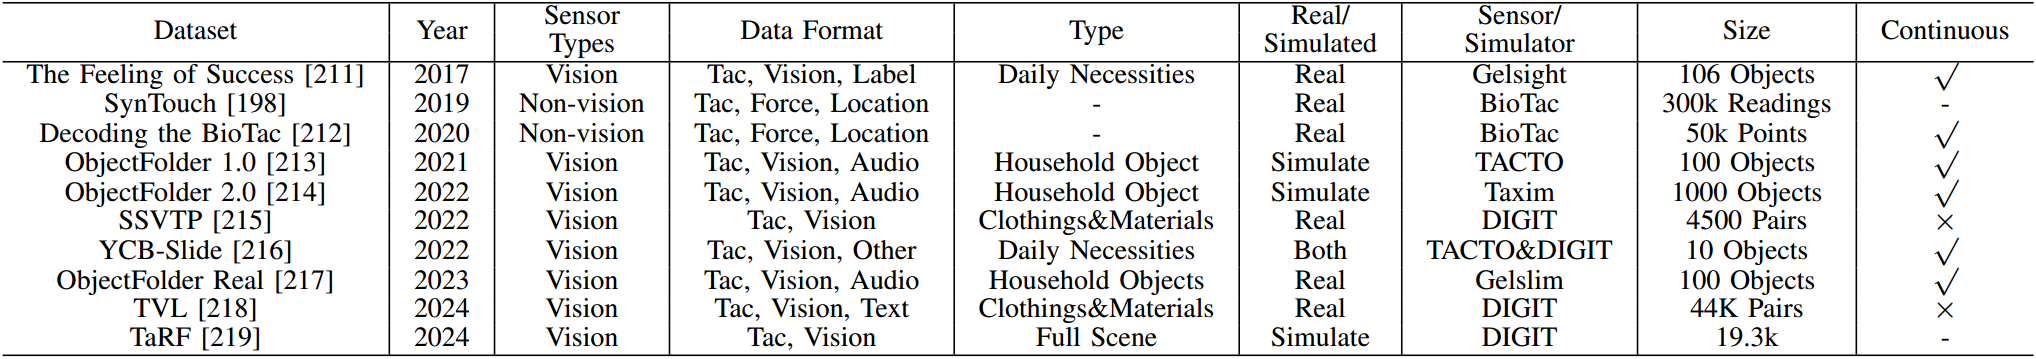 Dataset Year Sensor Types Data Format Type Real/ Simulated Sensor/ Simulator Size Continuous
The Feeling of Success [211] 2017 Vision Tac, Vision, Label Daily Necessities Real Gelsight 106 Objects √
SynTouch [198] 2019 Non-vision Tac, Force, Location - Real BioTac 300k Readings -
Decoding the BioTac [212] 2020 Non-vision Tac, Force, Location - Real BioTac 50k Points √
ObjectFolder 1.0 [213] 2021 Vision Tac, Vision, Audio Household Object Simulate TACTO 100 Objects √
ObjectFolder 2.0 [214] 2022 Vision Tac, Vision, Audio Household Object Simulate Taxim 1000 Objects √
SSVTP [215] 2022 Vision Tac, Vision Clothings&Materials Real DIGIT 4500 Pairs ×
YCB-Slide [216] 2022 Vision Tac, Vision, Other Daily Necessities Both TACTO&DIGIT 10 Objects √
ObjectFolder Real [217] 2023 Vision Tac, Vision, Audio Household Objects Real Gelslim 100 Objects √
TVL [218] 2024 Vision Tac, Vision, Text Clothings&Materials Real DIGIT 44K Pairs ×
TaRF [219] 2024 Vision Tac, Vision Full Scene Simulate DIGIT 19.3k -